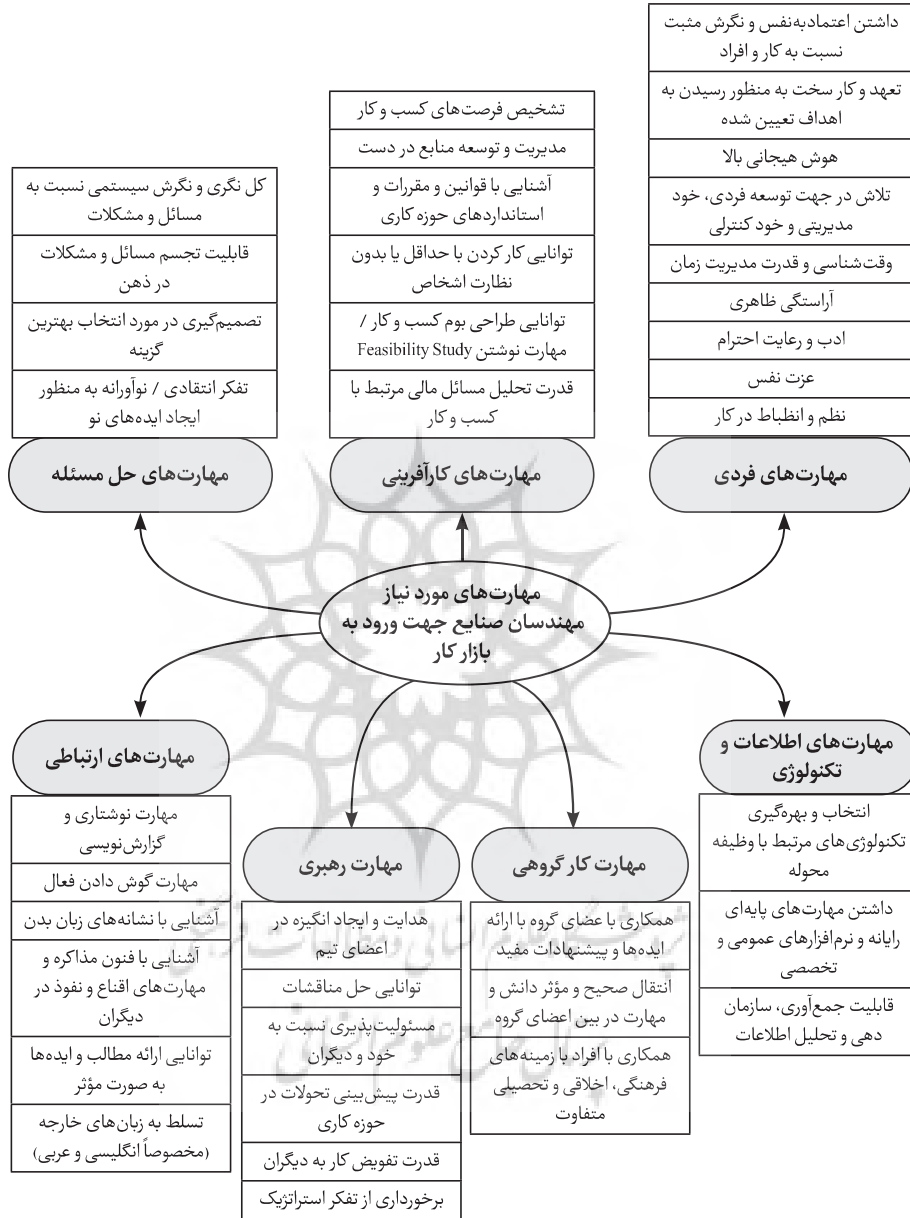 داشتن اعتمادبه‌نفس و نگرش مثبت
نسبت به کار و افراد
تعهد و کار سخت به منظور رسیدن به
اهداف تعیین شده
هوش هیجانی بالا
تلاش در جهت توسعه فردی، خود
مدیریتی و خود کنترلی
وقت‌شناسی و قدرت مدیریت زمان
آراستگی ظاهری
ادب و رعایت احترام
عزت نفس
نظم و انظباط در کار
مهارت‌های فردی
تشخیص فرصت‌های کسب و کار
مدیریت و توسعه منابع در دست
آشنایی با قوانین و مقررات و
استانداردهای حوزه کاری
توانایی کار کردن با حداقل یا بدون
نظارت اشخاص
توانایی طراحی بوم کسب و کار /
مهارت نوشتن Feasibility Study
قدرت تحلیل مسائل مالی مرتبط با
کسب و کار
مهارت‌های کارآفرینی
کل نگری و نگرش سیستمی نسبت به
مسائل و مشکلات
قابلیت تجسم مسائل و مشکلات
در ذهن
تصمیم‌گیری در مورد انتخاب بهترین
گزینه
تفکر انتقادی / نوآورانه به منظور
ایجاد ایده‌های نو
مهارت‌های حل مسئله
مهارت‌های مورد نیاز
مهندسان صنایع جهت ورود به
بازار کار
مهارت‌های اطلاعات و
تکنولوژی
انتخاب و بهره‌گیری
تکنولوژی‌های مرتبط با وظیفه
محوله
داشتن مهارت‌های پایه‌ای
رایانه و نرم‌افزارهای عمومی و
تخصصی
قابلیت جمع‌آوری، سازمان
دهی و تحلیل اطلاعات
مهارت کار گروهی
همکاری با عضای گروه با ارائه
ایده‌ها و پیشنهادات مفید
انتقال صحیح و مؤثر دانش و
مهارت در بین اعضای گروه
همکاری با افراد با زمینه‌های
فرهنگی، اخلاقی و تحصیلی
متفاوت
مهارت رهبری
هدایت و ایجاد انگیزه در
اعضای تیم
توانایی حل مناقشات
مسئولیت‌پذیری نسبت به
خود و دیگران
قدرت پیش‌بینی تحولات در
حوزه کاری
قدرت تفویض کار به دیگران
برخورداری از تفکر استراتژیک
مهارت‌های ارتباطی
مهارت نوشتاری و
گزارش‌نویسی
مهارت گوش دادن فعال
آشنایی با نشانه‌های زبان بدن
آشنایی با فنون مذاکره و
مهارت‌های اقناع و نفوذ در
دیگران
توانایی ارائه مطالب و ایده‌ها
به صورت مؤثر
تسلط به زبان‌های خارجه
(مخصوصاً انگلیسی و عربی)
پژوهشگاه علوم انسانی و مطالعات فرهنگی
پرتال جامع علوم انسانی